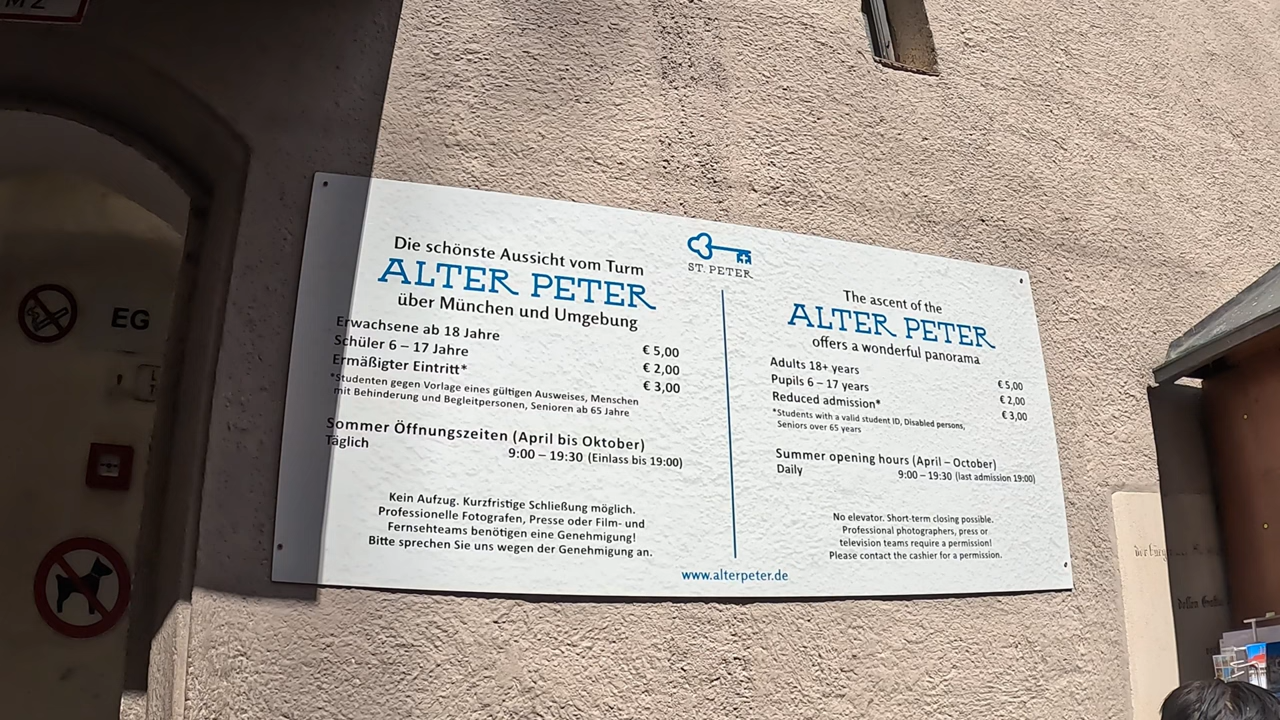 EG
Die schönste Aussicht vom Turm
ALTER PETER
über München und Umgebung
Erwachsene ab 18 Jahre € 5,00
Schüler 6 – 17 Jahre € 2,00
Ermäßigter Eintritt* € 3,00
*Studenten gegen Vorlage eines gültigen Ausweises, Menschen
mit Behinderung und Begleitpersonen, Senioren ab 65 Jahre
Sommer Öffnungszeiten (April bis Oktober)
Täglich 9:00 – 19:30 (Einlass bis 19:00)
Kein Aufzug. Kurzfristige Schließung möglich.
Professionelle Fotografen, Presse oder Film- und
Fernsehteams benötigen eine Genehmigung!
Bitte sprechen Sie uns wegen der Genehmigung an.
ST. PETER
The ascent of the
ALTER PETER
offers a wonderful panorama
Adults 18+ years € 5,00
Pupils 6 – 17 years € 2,00
Reduced admission* € 3,00
*Students with a valid student ID, Disabled persons,
Seniors over 65 years
Summer opening hours (April – October)
Daily 9:00 – 19:30 (last admission 19:00)
No elevator. Short-term closing possible.
Professional photographers, press or
television teams require a permission!
Please contact the cashier for a permission.
www.alterpeter.de